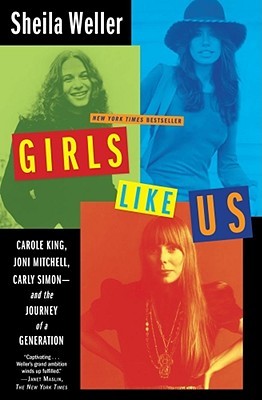 Sheila Weller
NEW YORK TIMES BESTSELLER
GIRLS
LIKE
US
CAROLE KING,
JONI MITCHELL,
CARLY SIMON—
and the
JOURNEY
of a
GENERATION
"Captivating . . .
Weller's grand ambition
winds up fulfilled."
—JANET MASLIN,
THE NEW YORK TIMES